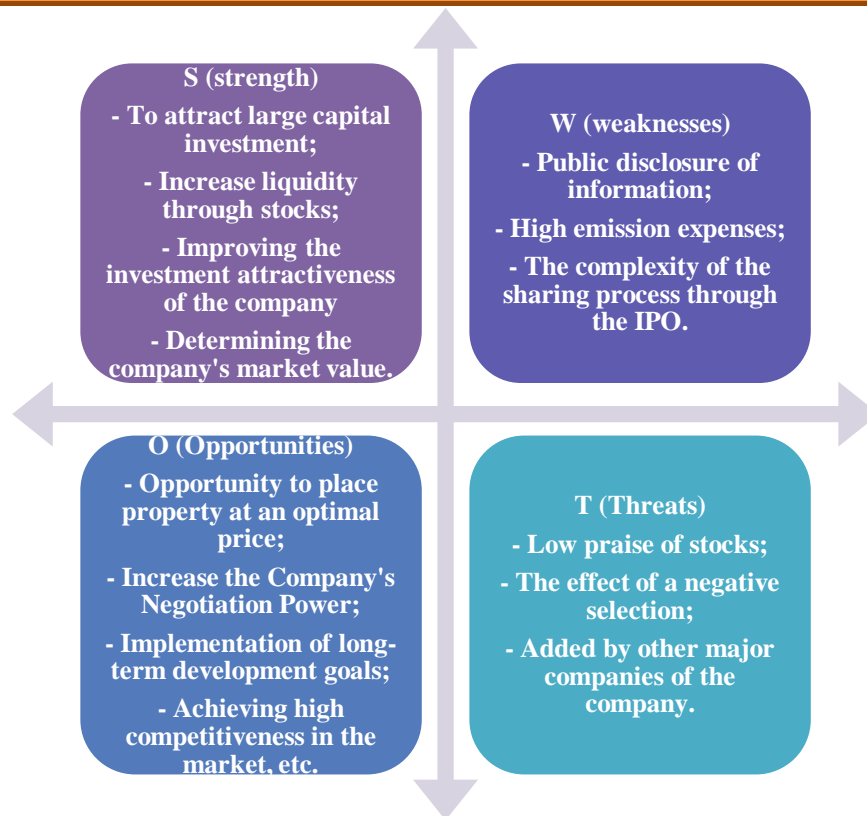 S (strength)
- To attract large capital
investment;
- Increase liquidity
through stocks;
- Improving the
investment attractiveness
of the company
- Determining the
company's market value.
W (weaknesses)
- Public disclosure of
information;
- High emission expenses;
- The complexity of the
sharing process through
the IPO.
O (Opportunities)
- Opportunity to place
property at an optimal
price;
- Increase the Company's
Negotiation Power;
- Implementation of long-
term development goals;
- Achieving high
competitiveness in the
market, etc.
T (Threats)
- Low praise of stocks;
- The effect of a negative
selection;
- Added by other major
companies of the
company.